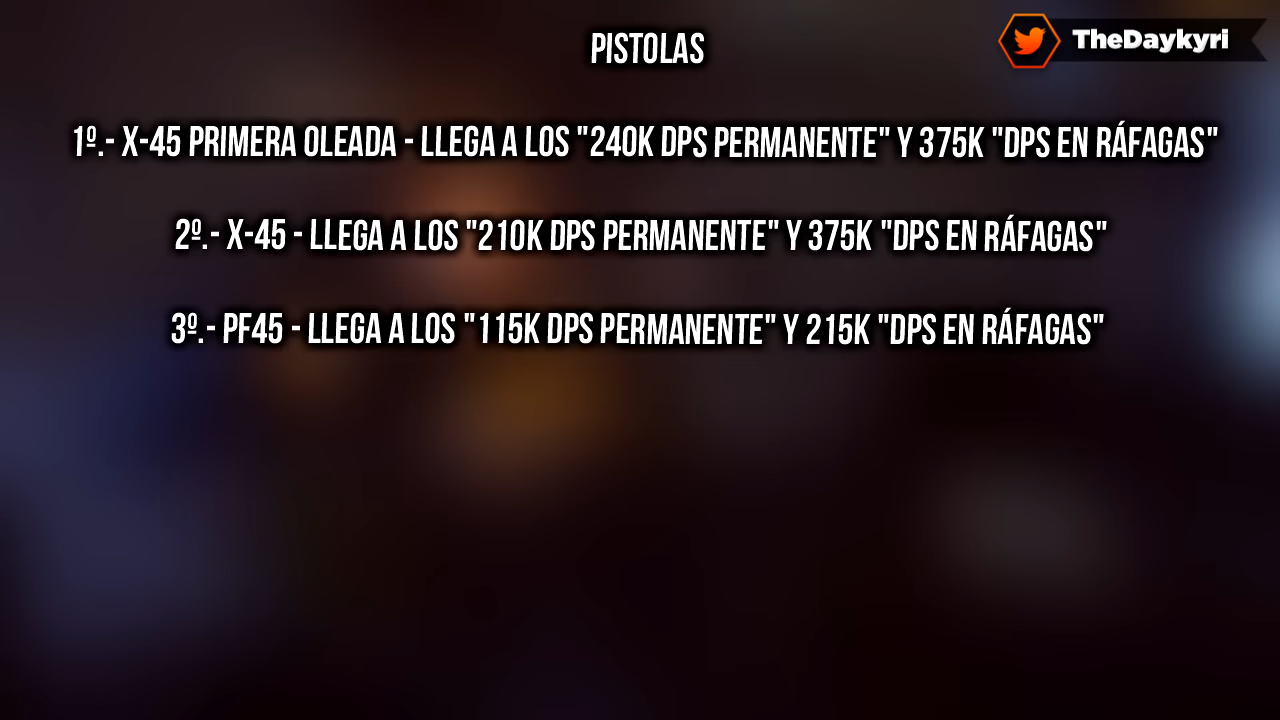 PISTOLAS
TheDaykyri
1º.- X-45 PRIMERA OLEADA - LLEGA A LOS "240K DPS PERMANENTE" Y 375K "DPS EN RÁFAGAS"
2º.- X-45 - LLEGA A LOS "210K DPS PERMANENTE" Y 375K "DPS EN RÁFAGAS"
3º.- PF45 - LLEGA A LOS "115K DPS PERMANENTE" Y 215K "DPS EN RÁFAGAS"